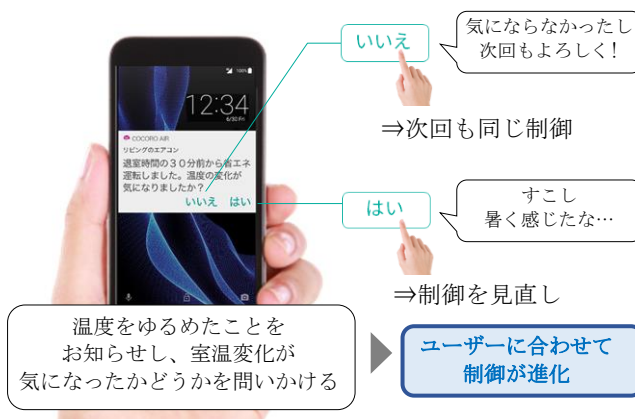 いいえ
気にならなかったし
次回もよろしく!
⇒次回も同じ制御
100%
12:34
6/30 Fri
COCORO AIR
リビングのエアコン
退室時間の３０分前から省エネ
運転しました。温度の変化が
気になりましたか？
いいえ はい
はい
すこし
暑く感じたな…
⇒制御を見直し
温度をゆるめたことを
お知らせし、室温変化が
気になったかどうかを問いかける
ユーザーに合わせて
制御が進化